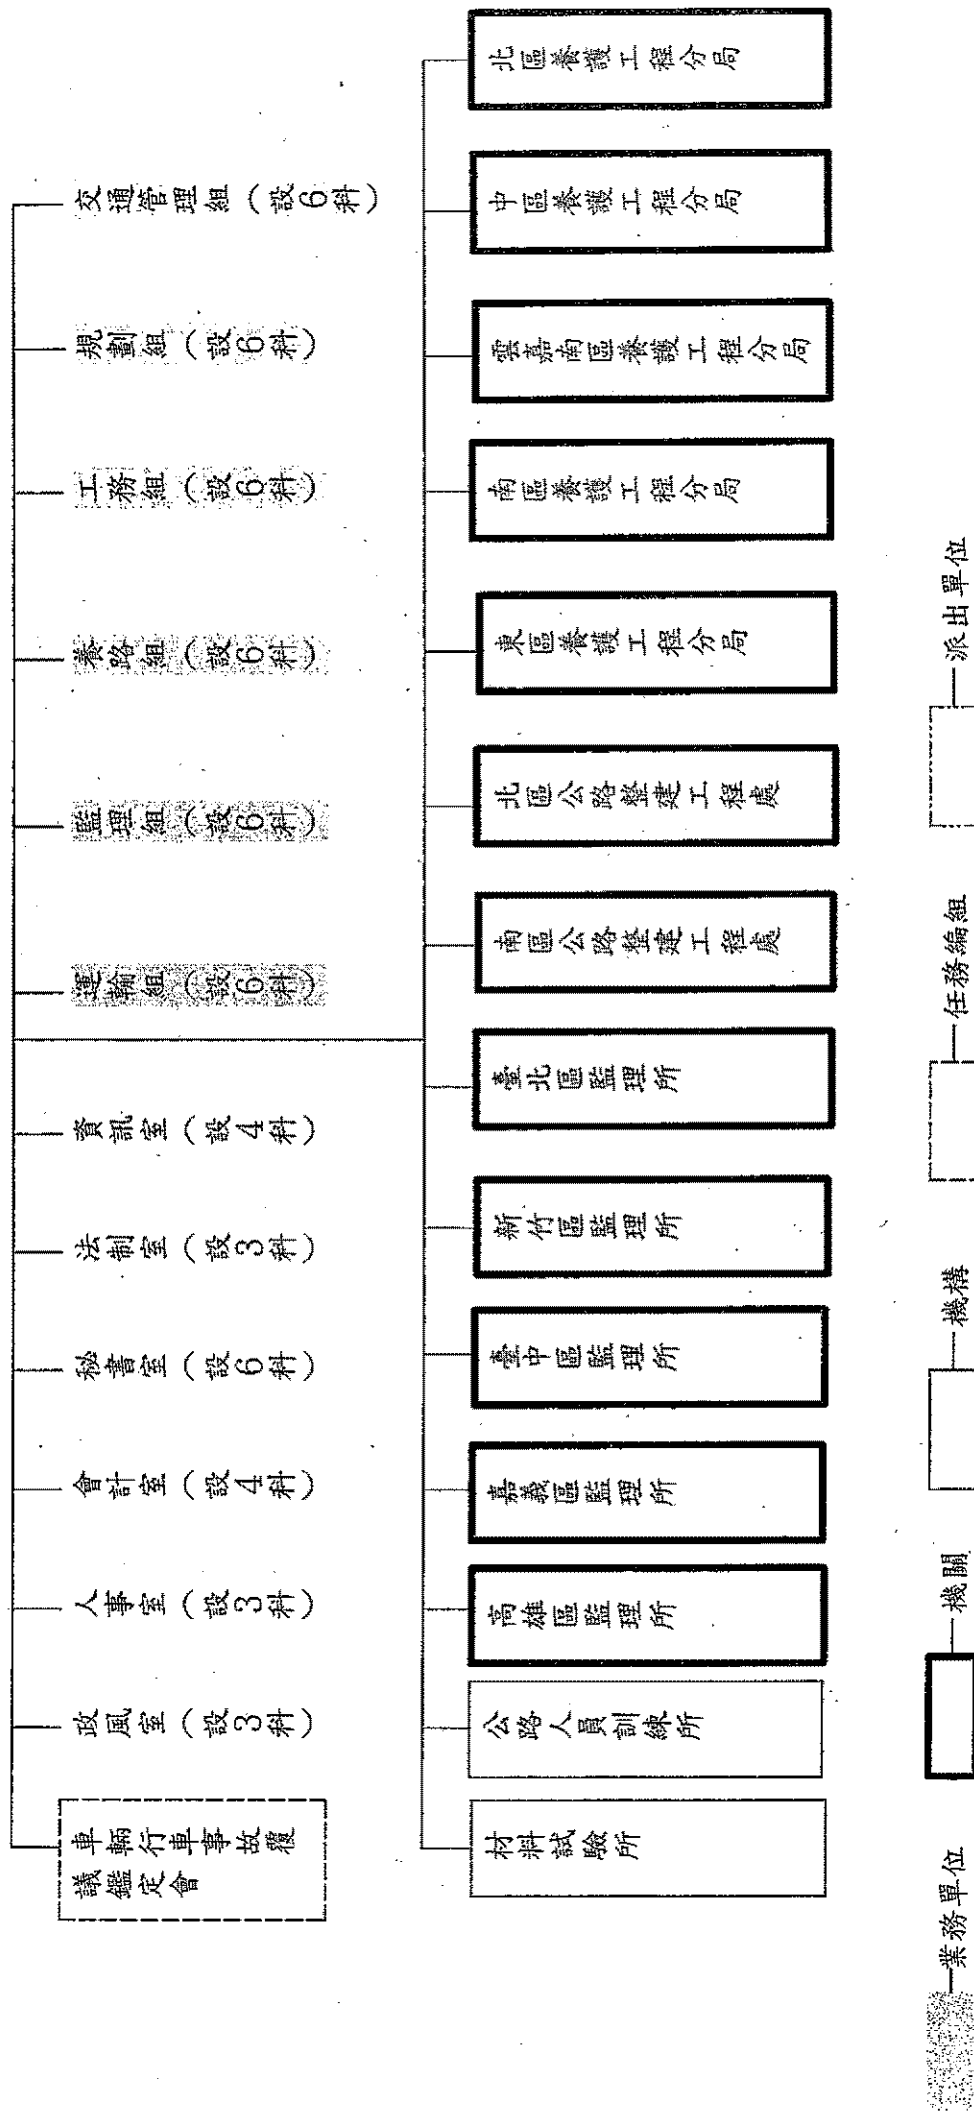 車輛行車事故覆
議鑑定會
政風室（設3科）
人事室（設3科）
會計室（設4科）
秘書室（設6科）
法制室（設3科）
資訊室（設4科）
運輸組（設6科）
監理組（設6科）
養路組（設6科）
工務組（設6科）
規劃組（設6科）
交通管理組（設6科）
材料試驗所
公路人員訓練所
高雄區監理所
嘉義區監理所
臺中區監理所
新竹區監理所
臺北區監理所
南區公路整建工程處
北區公路整建工程處
東區養護工程分局
南區養護工程分局
雲嘉南區養護工程分局
中區養護工程分局
北區養護工程分局
業務單位
機關
機構
任務編組
派出單位